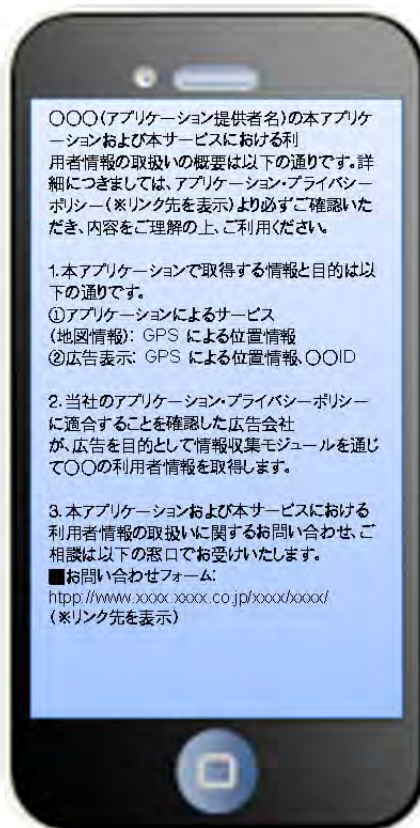 〇〇〇(アプリケーション提供者名)の本アプリケ
ーションおよび本サービスにおける利
用者情報の取扱いの概要は以下の通りです。詳
細につきましては、アプリケーション・プライバシー
ポリシー(※リンク先を表示)より必ずご確認いた
だき、内容をご理解の上、ご利用ください。
1.本アプリケーションで取得する情報と目的は以
下の通りです。
①アプリケーションによるサービス
(地図情報): GPS による位置情報
②広告表示: GPS による位置情報、〇〇ID
2.当社のアプリケーション・プライバシーポリシー
に適合することを確認した広告会社
が、広告を目的として情報収集モジュールを通じ
て〇〇の利用者情報を取得します。
3.本アプリケーションおよび本サービスにおける
利用者情報の取扱いに関するお問い合わせ、ご
相談は以下の窓口でお受けいたします。
■お問い合わせフォーム:
htpp://www.xxxx.xxxx.co.jp/xxxx/xxxx/
(※リンク先を表示)